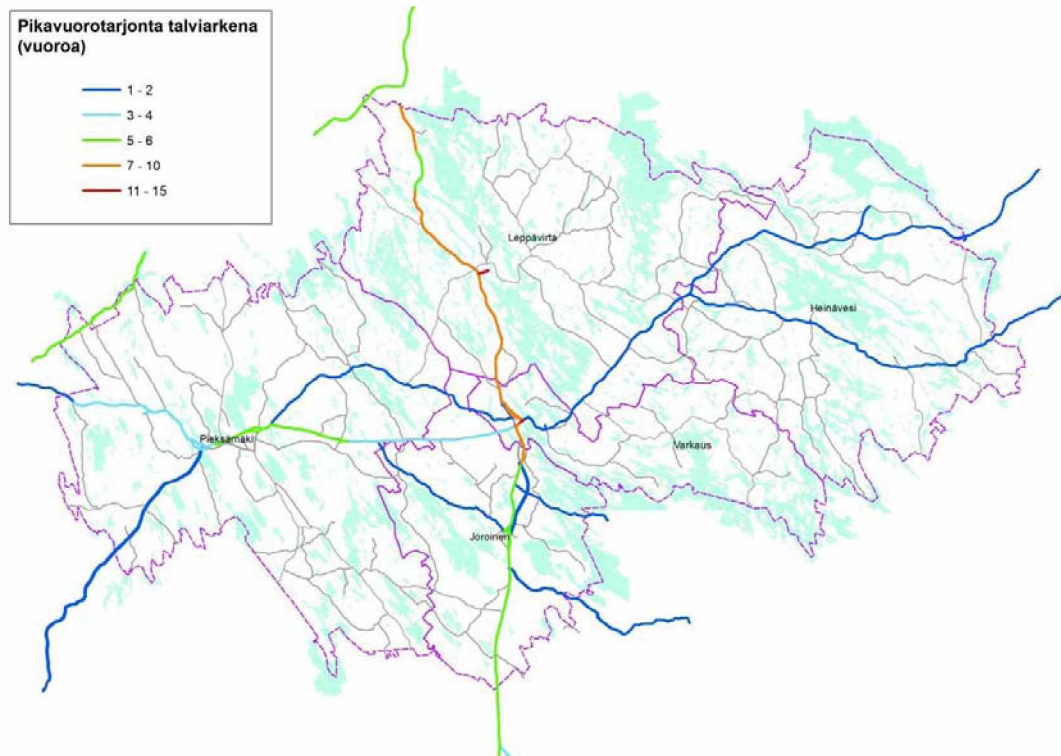 Pikavuorotarjonta talviarkena
(vuoroa)
1 - 2
3 - 4
5 - 6
7 - 10
11 - 15
Leppävirta
Heinävesi
Pieksämäki
Varkaus
Joroinen